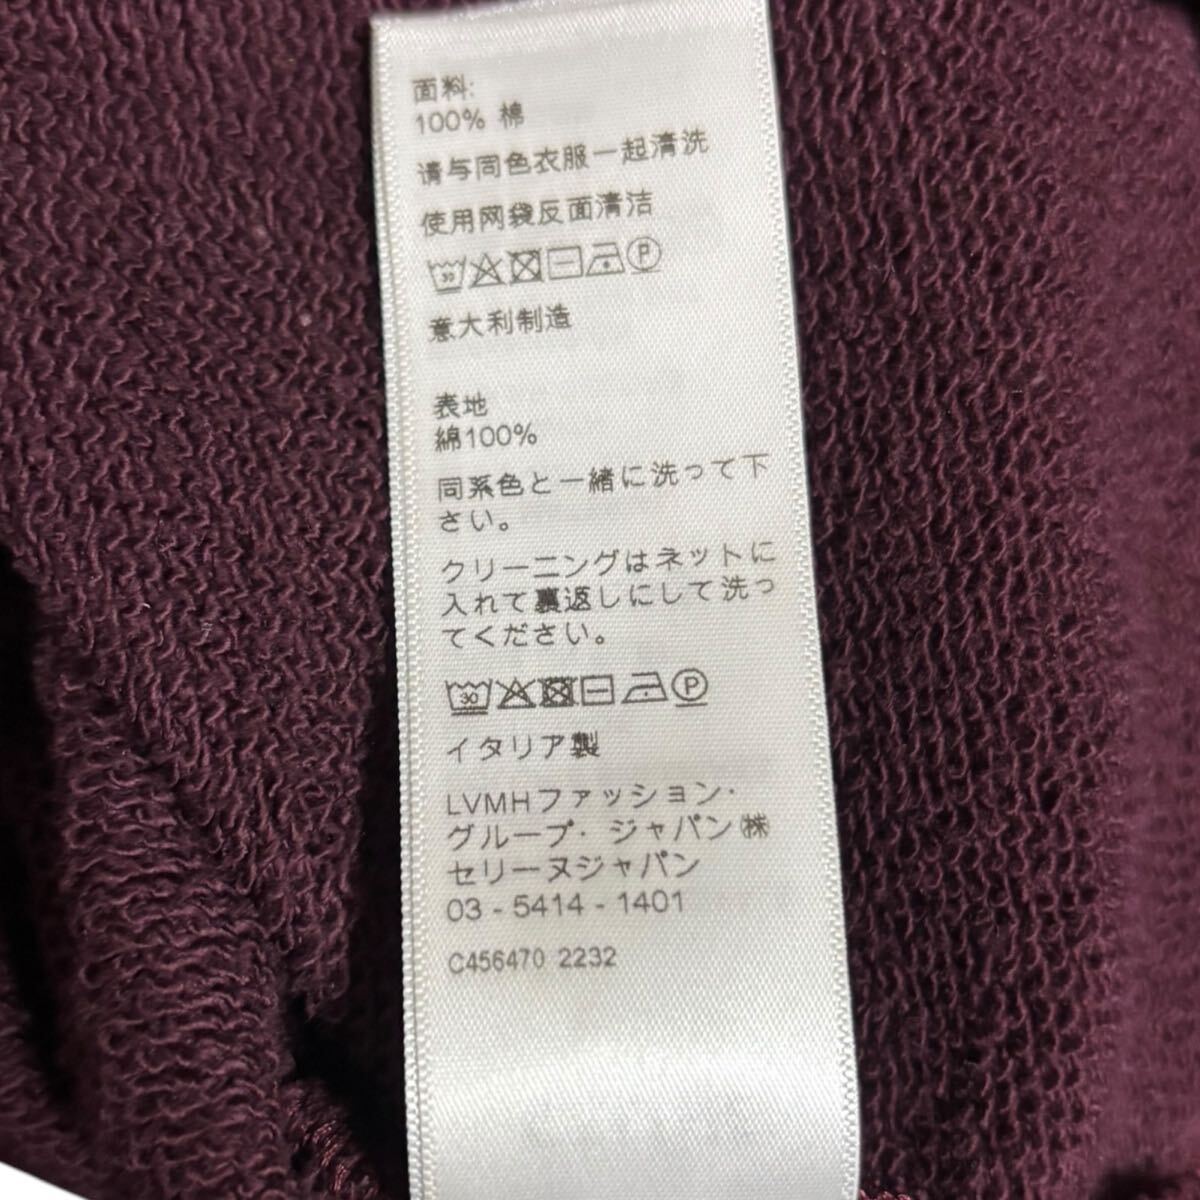 面料:
100% 棉
请与同色衣服一起清洗
使用网袋反面清洁
30 P
意大利制造
表地
綿100%
同系色と一緒に洗って下
さい。
クリーニングはネットに
入れて裏返しにして洗っ
てください。
30 P
イタリア製
LVMHファッション・
グループ・ジャパン㈱
セリーヌジャパン
03 - 5414 - 1401
C456470 2232